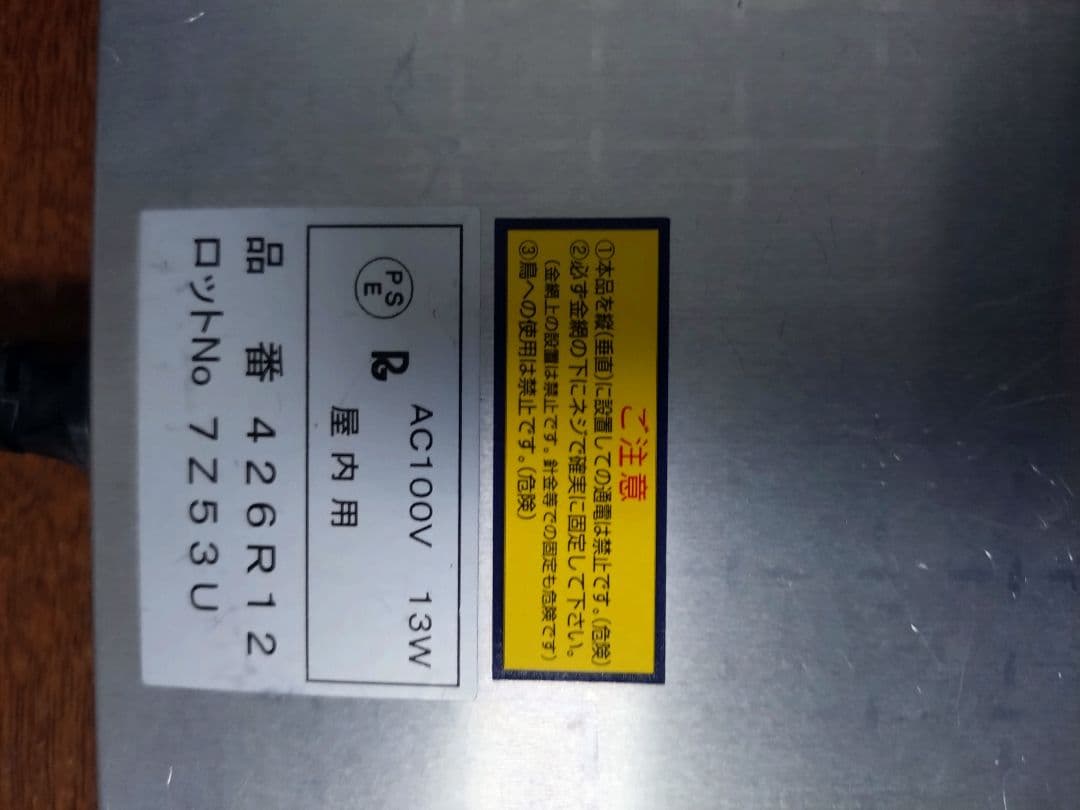 ご注意
①本品を縦(垂直)に設置しての通電は禁止です。(危険)
②必ず金網の下にネジで確実に固定して下さい。
(金網上の設置は禁止です。針金等での固定も危険です)
③鳥への使用は禁止です。(危険)
AC100V 13W
PSE R
屋内用
品 番 426R12
ロットNo 7Z53U